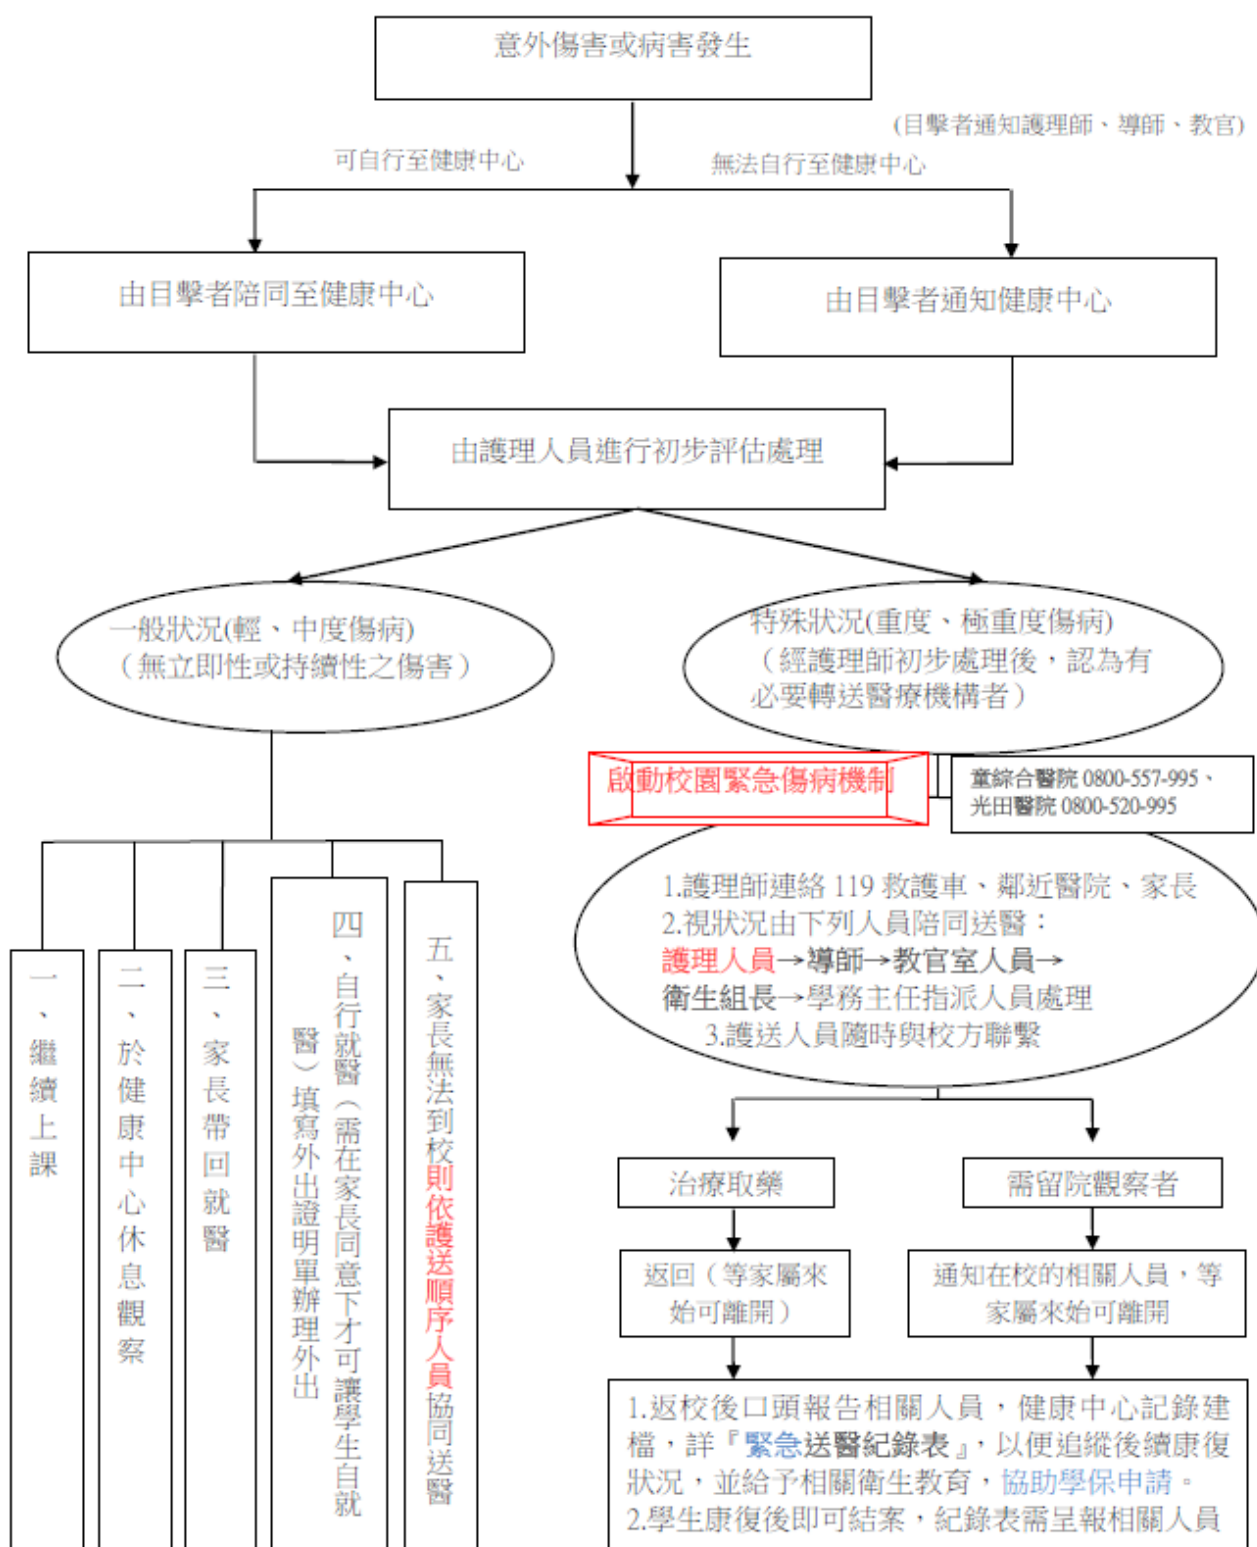 意外傷害或病害發生
(目擊者通知護理師、導師、教官)
可自行至健康中心
無法自行至健康中心
由目擊者陪同至健康中心
由目擊者通知健康中心
由護理人員進行初步評估處理
一般狀況(輕、中度傷病)
（無立即性或持續性之傷害）
特殊狀況(重度、極重度傷病)
（經護理師初步處理後，認為有
必要轉送醫療機構者）
啟動校園緊急傷病機制
童綜合醫院 0800-557-995、
光田醫院 0800-520-995
1.護理師連絡 119 救護車、鄰近醫院、家長
2.視狀況由下列人員陪同送醫：
護理人員→導師→教官室人員→
衛生組長→學務主任指派人員處理
3.護送人員隨時與校方聯繫
一、繼續上課
二、於健康中心休息觀察
三、家長帶回就醫
四、自行就醫（需在家長同意下才可讓學生自就
醫）填寫外出證明單辦理外出
五、家長無法到校則依護送順序人員協同送醫
治療取藥
需留院觀察者
返回（等家屬來
始可離開）
通知在校的相關人員，等
家屬來始可離開
1.返校後口頭報告相關人員，健康中心記錄建
檔，詳『緊急送醫紀錄表』，以便追縱後續康復
狀況，並給予相關衛生教育，協助學保申請。
2.學生康復後即可結案，紀錄表需呈報相關人員